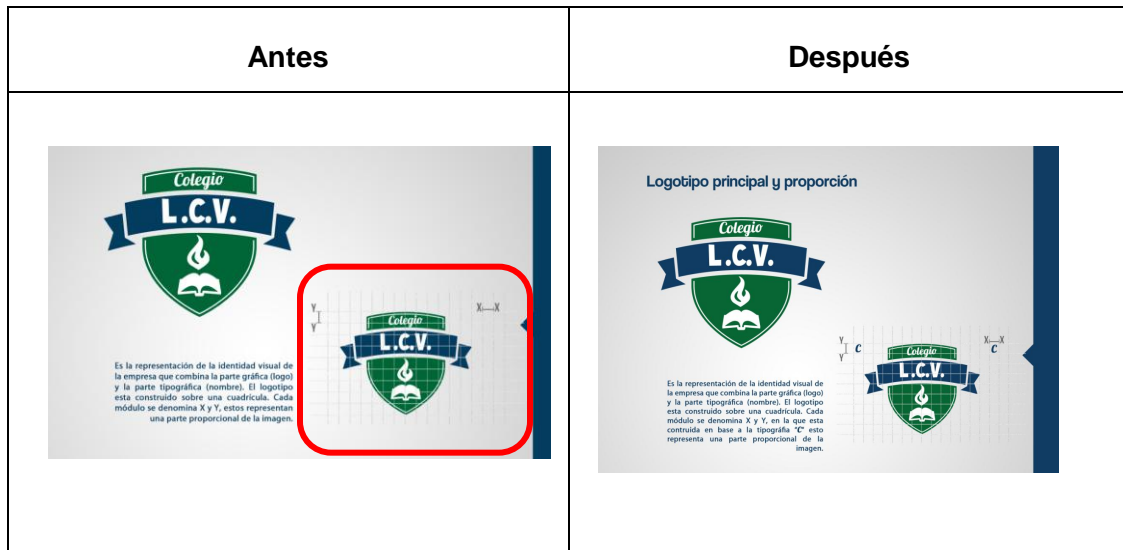 Antes
Después
Colegio
L.C.V.
Y
Y
X
X
Colegio
L.C.V.
Es la representación de la identidad visual de
la empresa que combina la parte gráfica (logo)
y la parte tipográfica (nombre). El logotipo
esta construido sobre una cuadrícula. Cada
módulo se denomina X y Y, estos representan
una parte proporcional de la imagen.
Logotipo principal y proporción
Colegio
L.C.V.
Y
Y
C
X
X
C
Colegio
L.C.V.
Es la representación de la identidad visual de
la empresa que combina la parte gráfica (logo)
y la parte tipográfica (nombre). El logotipo
esta construido sobre una cuadrícula. Cada
módulo se denomina X y Y, en la que esta
contruida en base a la tipográfia "C" esto
representa una parte proporcional de la
imagen.